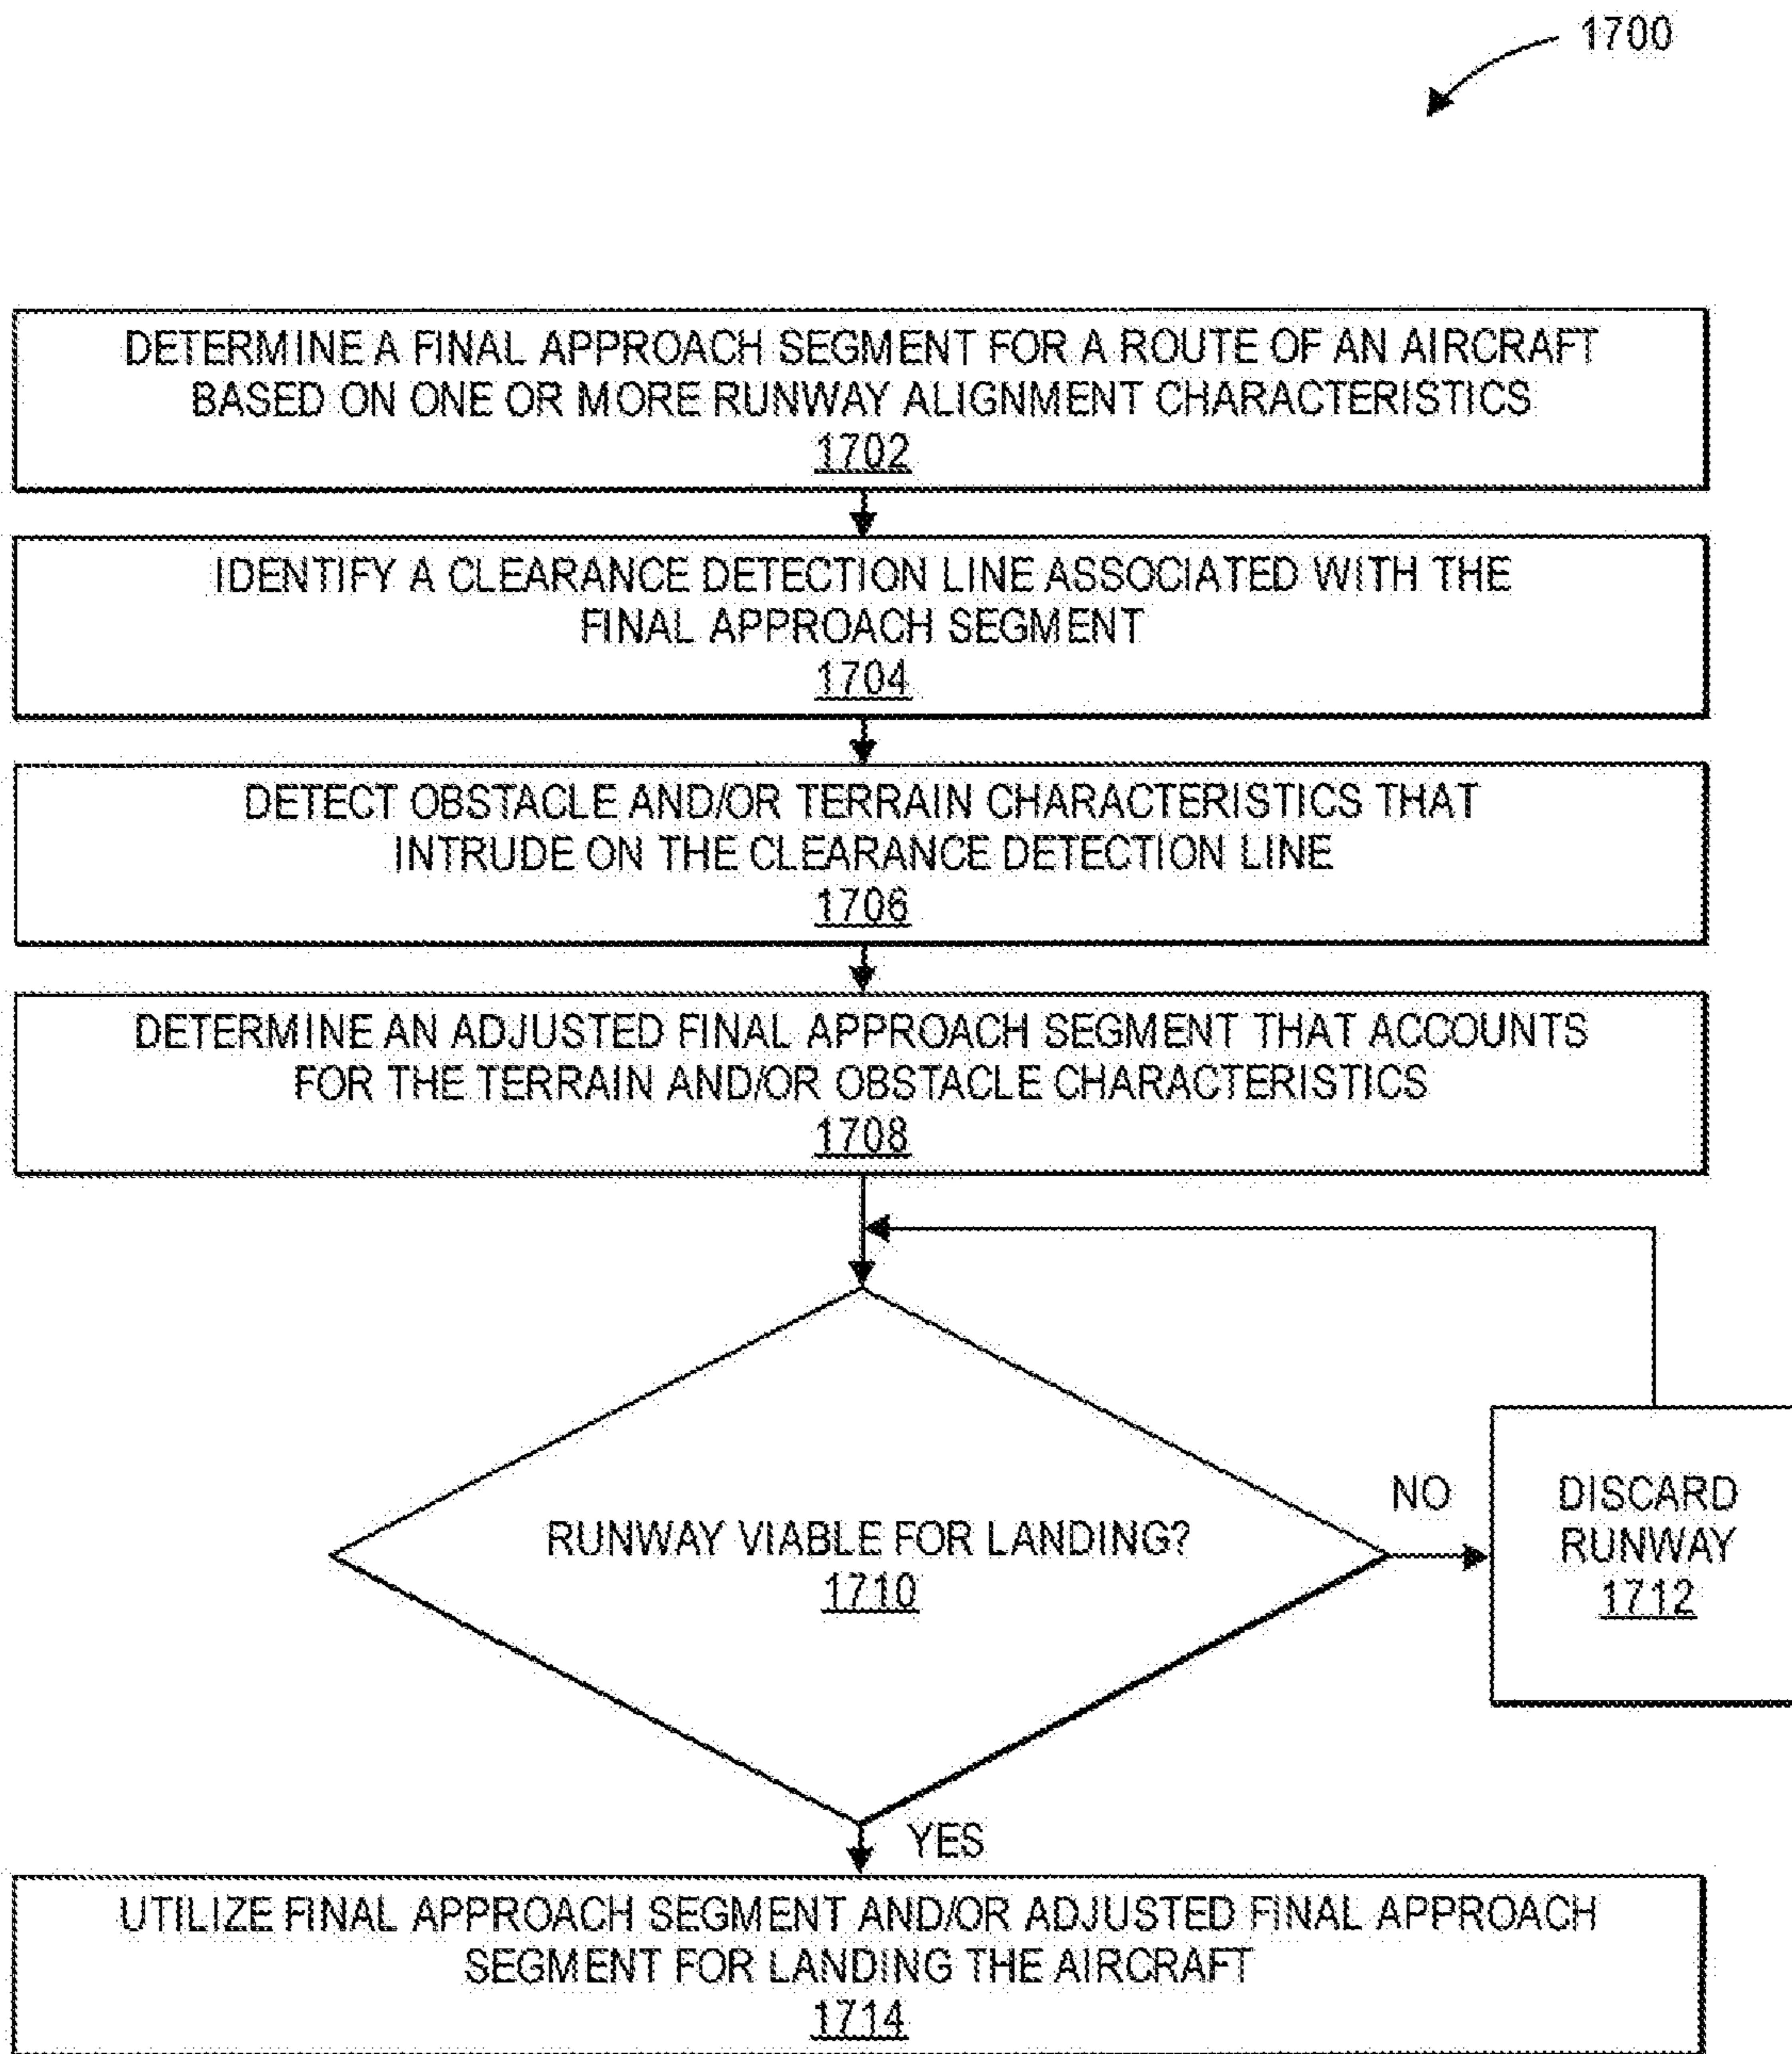 1700
DETERMINE A FINAL APPROACH SEGMENT FOR A ROUTE OF AN AIRCRAFT
BASED ON ONE OR MORE RUNWAY ALIGNMENT CHARACTERISTICS
1702
IDENTIFY A CLEARANCE DETECTION LINE ASSOCIATED WITH THE
FINAL APPROACH SEGMENT
1704
DETECT OBSTACLE AND/OR TERRAIN CHARACTERISTICS THAT
INTRUDE ON THE CLEARANCE DETECTION LINE
1706
DETERMINE AN ADJUSTED FINAL APPROACH SEGMENT THAT ACCOUNTS
FOR THE TERRAIN AND/OR OBSTACLE CHARACTERISTICS
1708
RUNWAY VIABLE FOR LANDING?
1710
NO
DISCARD
RUNWAY
1712
YES
UTILIZE FINAL APPROACH SEGMENT AND/OR ADJUSTED FINAL APPROACH
SEGMENT FOR LANDING THE AIRCRAFT
1714